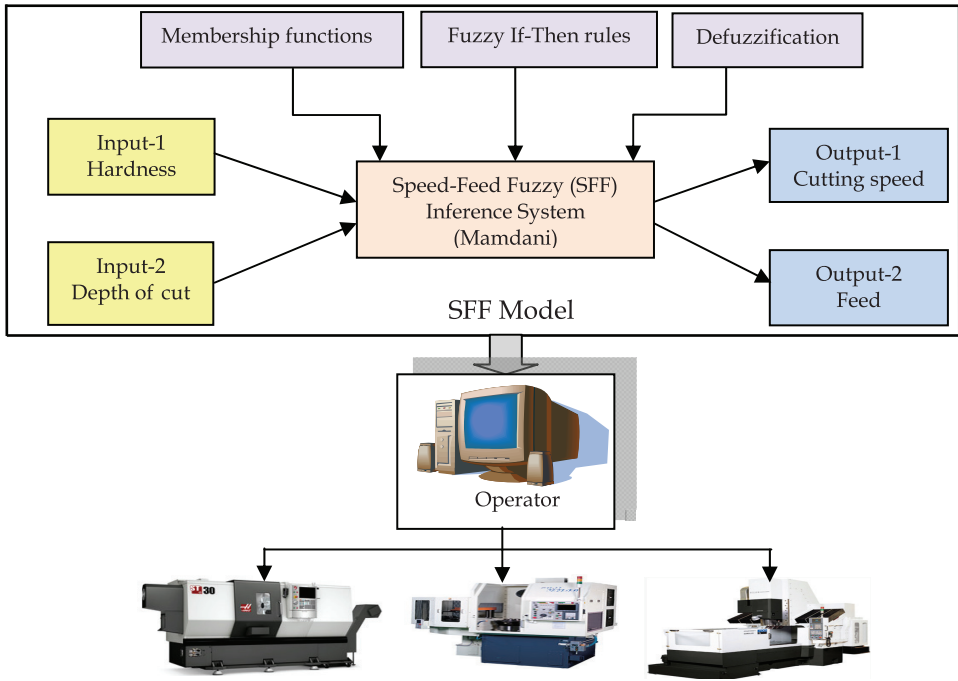 Membership functions
Fuzzy If-Then rules
Defuzzification
Input-1
Hardness
Speed-Feed Fuzzy (SFF)
Inference System
(Mamdani)
Output-1
Cutting speed
Input-2
Depth of cut
Output-2
Feed
SFF Model
Operator
30